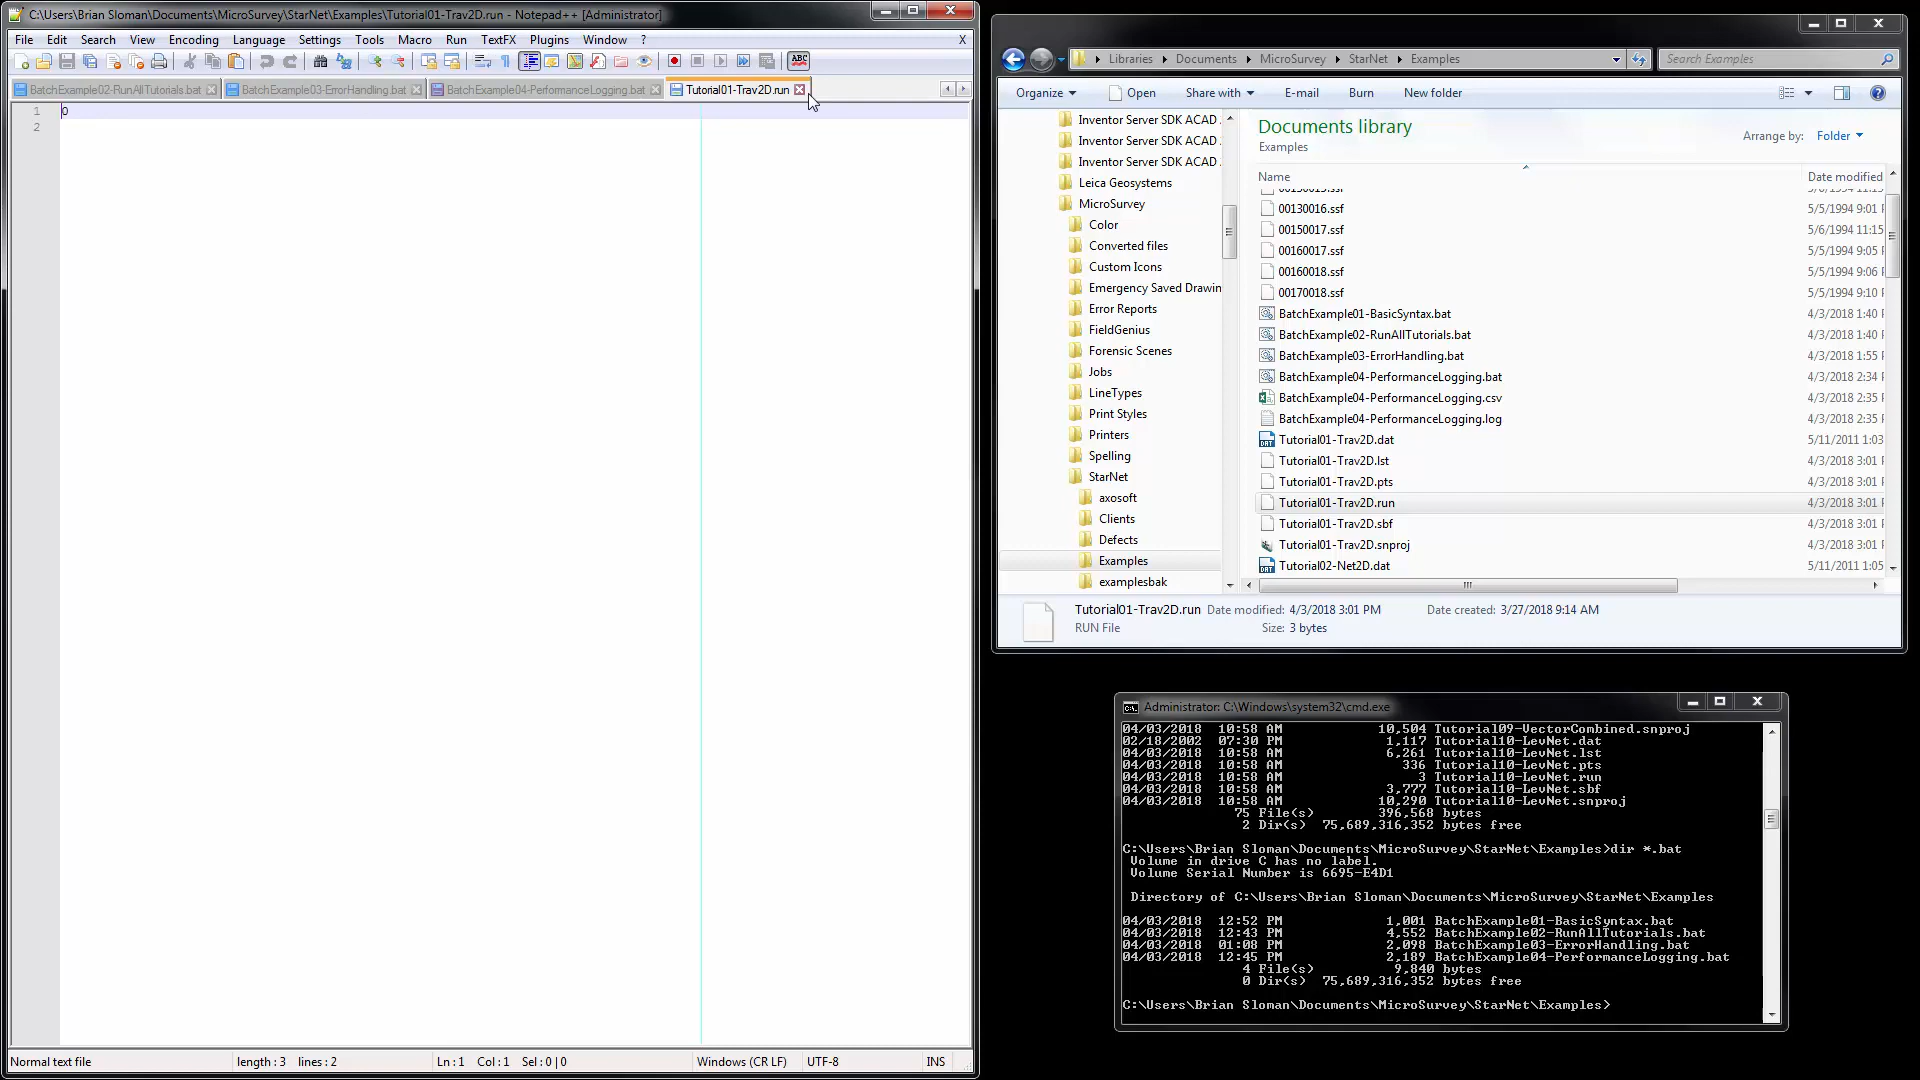 C:\Users\Brian Sloman\Documents\MicroSurvey\StarNet\Examples\Tutorial01-Trav2D.run - Notepad++ [Administrator]
File Edit Search View Encoding Language Settings Tools Macro Run TextFX Plugins Window ? X
ABC
BatchExample02-RunAllTutorials.bat BatchExample03-ErrorHandling.bat BatchExample04-PerformanceLogging.bat Tutorial01-Trav2D.run
1 0
2
Normal text file length : 3 lines : 2 Ln : 1 Col : 1 Sel : 0 | 0 Windows (CR LF) UTF-8 INS
Libraries Documents MicroSurvey StarNet Examples Search Examples
Organize Open Share with E-mail Burn New folder
Inventor Server SDK ACAD
Inventor Server SDK ACAD
Inventor Server SDK ACAD
Leica Geosystems
MicroSurvey
Color
Converted files
Custom Icons
Emergency Saved Drawin
Error Reports
FieldGenius
Forensic Scenes
Jobs
LineTypes
Print Styles
Printers
Spelling
StarNet
axosoft
Clients
Defects
Examples
examplesbak
Documents library
Examples
Arrange by: Folder
Name Date modified
00130016.ssf 5/5/1994 9:01
00150017.ssf 5/6/1994 11:15
00160017.ssf 5/5/1994 9:05
00160018.ssf 5/5/1994 9:06
00170018.ssf 5/5/1994 9:10
BatchExample01-BasicSyntax.bat 4/3/2018 1:40
BatchExample02-RunAllTutorials.bat 4/3/2018 1:40
BatchExample03-ErrorHandling.bat 4/3/2018 1:55
BatchExample04-PerformanceLogging.bat 4/3/2018 2:34
BatchExample04-PerformanceLogging.csv 4/3/2018 2:35
BatchExample04-PerformanceLogging.log 4/3/2018 2:35
Tutorial01-Trav2D.dat 5/11/2011 1:03
Tutorial01-Trav2D.lst 4/3/2018 3:01
Tutorial01-Trav2D.pts 4/3/2018 3:01
Tutorial01-Trav2D.run 4/3/2018 3:01
Tutorial01-Trav2D.sbf 4/3/2018 3:01
Tutorial01-Trav2D.snproj 4/3/2018 3:01
Tutorial02-Net2D.dat 5/11/2011 1:05
Tutorial01-Trav2D.run Date modified: 4/3/2018 3:01 PM Date created: 3/27/2018 9:14 AM
RUN File Size: 3 bytes
Administrator: C:\Windows\system32\cmd.exe
04/03/2018 10:58 AM 10,504 Tutorial09-VectorCombined.snproj
02/18/2002 07:30 PM 1,117 Tutorial10-LevNet.dat
04/03/2018 10:58 AM 6,261 Tutorial10-LevNet.lst
04/03/2018 10:58 AM 336 Tutorial10-LevNet.pts
04/03/2018 10:58 AM 3 Tutorial10-LevNet.run
04/03/2018 10:58 AM 3,777 Tutorial10-LevNet.sbf
04/03/2018 10:58 AM 10,290 Tutorial10-LevNet.snproj
75 File(s) 396,568 bytes
2 Dir(s) 75,689,316,352 bytes free
C:\Users\Brian Sloman\Documents\MicroSurvey\StarNet\Examples>dir *.bat
Volume in drive C has no label.
Volume Serial Number is 6695-E4D1
Directory of C:\Users\Brian Sloman\Documents\MicroSurvey\StarNet\Examples
04/03/2018 12:52 PM 1,001 BatchExample01-BasicSyntax.bat
04/03/2018 12:43 PM 4,552 BatchExample02-RunAllTutorials.bat
04/03/2018 01:08 PM 2,098 BatchExample03-ErrorHandling.bat
04/03/2018 12:45 PM 2,189 BatchExample04-PerformanceLogging.bat
4 File(s) 9,840 bytes
0 Dir(s) 75,689,316,352 bytes free
C:\Users\Brian Sloman\Documents\MicroSurvey\StarNet\Examples>